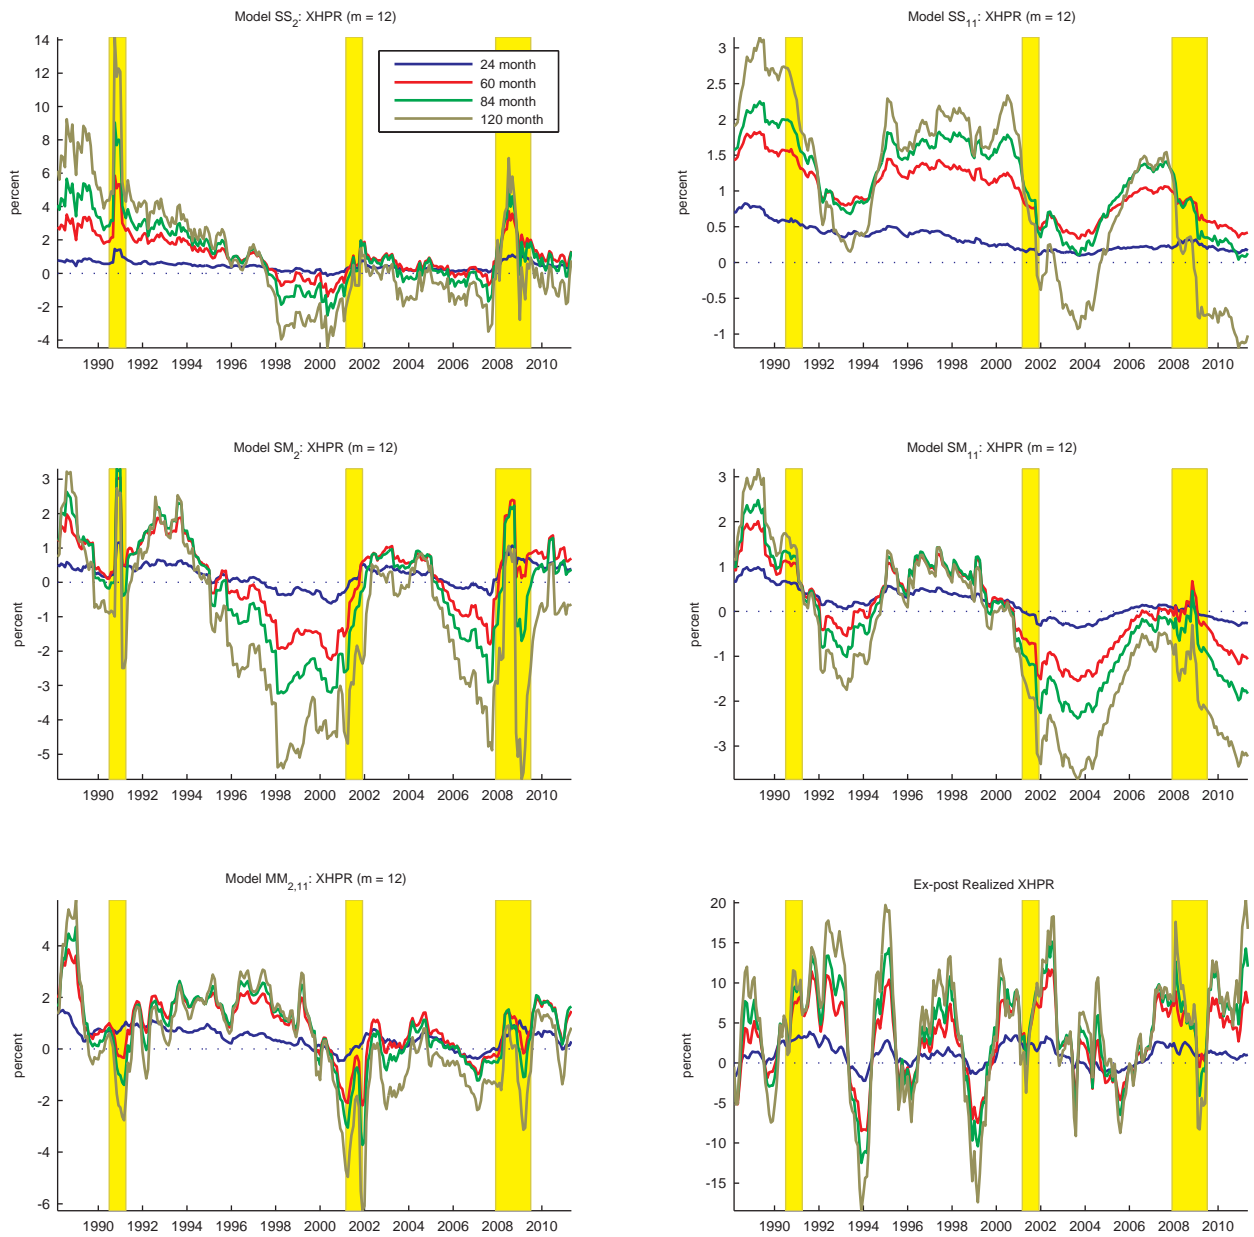 Model SS2: XHPR (m = 12)
14
12
10
8
6
4
2
0
-2
-4
percent
24 month
60 month
84 month
120 month
1990 1992 1994 1996 1998 2000 2002 2004 2006 2008 2010
Model SS11: XHPR (m = 12)
3
2.5
2
1.5
1
0.5
0
-0.5
-1
percent
1990 1992 1994 1996 1998 2000 2002 2004 2006 2008 2010
Model SM2: XHPR (m = 12)
3
2
1
0
-1
-2
-3
-4
-5
percent
1990 1992 1994 1996 1998 2000 2002 2004 2006 2008 2010
Model SM11: XHPR (m = 12)
3
2
1
0
-1
-2
-3
percent
1990 1992 1994 1996 1998 2000 2002 2004 2006 2008 2010
Model MM2,11: XHPR (m = 12)
4
2
0
-2
-4
-6
percent
1990 1992 1994 1996 1998 2000 2002 2004 2006 2008 2010
Ex-post Realized XHPR
20
15
10
5
0
-5
-10
-15
percent
1990 1992 1994 1996 1998 2000 2002 2004 2006 2008 2010